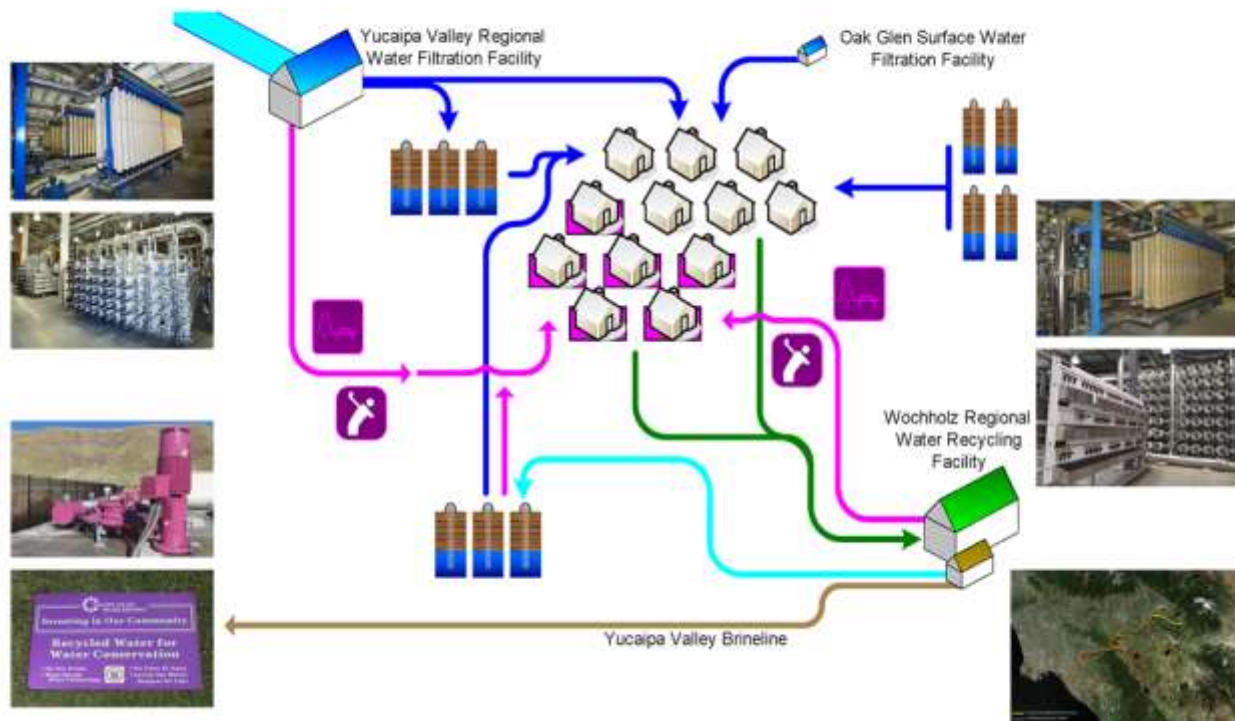 Yucaipa Valley Regional
Water Filtration Facility
Oak Glen Surface Water
Filtration Facility
Wochholz Regional
Water Recycling
Facility
Investing in Our Community
Recycled Water for
Water Conservation
Yucaipa Valley Brineline